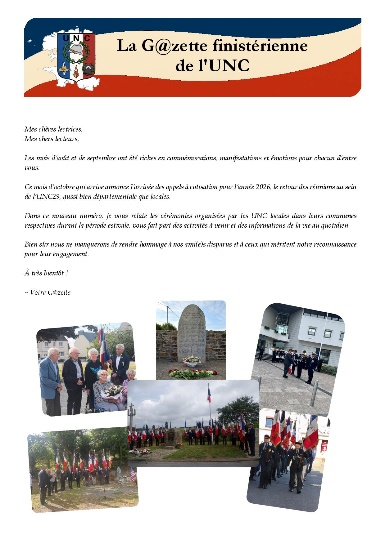 UNC
La G@zette finistérienne
de l'UNC
Mes chères lectrices,
Mes chers lecteurs,
Les mois d'août et de septembre ont été riches en commémorations, manifestations et émotions pour chacun d'entre
nous.
Ce mois d'octobre qui arrive annonce l'arrivée des appels à cotisation pour l'année 2026, le retour des réunions au sein
de l'UNC29, aussi bien départementale que locales.
Dans ce nouveau numéro, je vous relate les cérémonies organisées par les UNC locales dans leurs communes
respectives durant la période estivale, vous fait part des activités à venir et des informations de la vie au quotidien.
Bien sûr nous ne manquerons de rendre hommage à nos ami(e)s disparus et à ceux qui méritent notre reconnaissance
pour leur engagement.
À très bientôt !
~ Votre G@zette